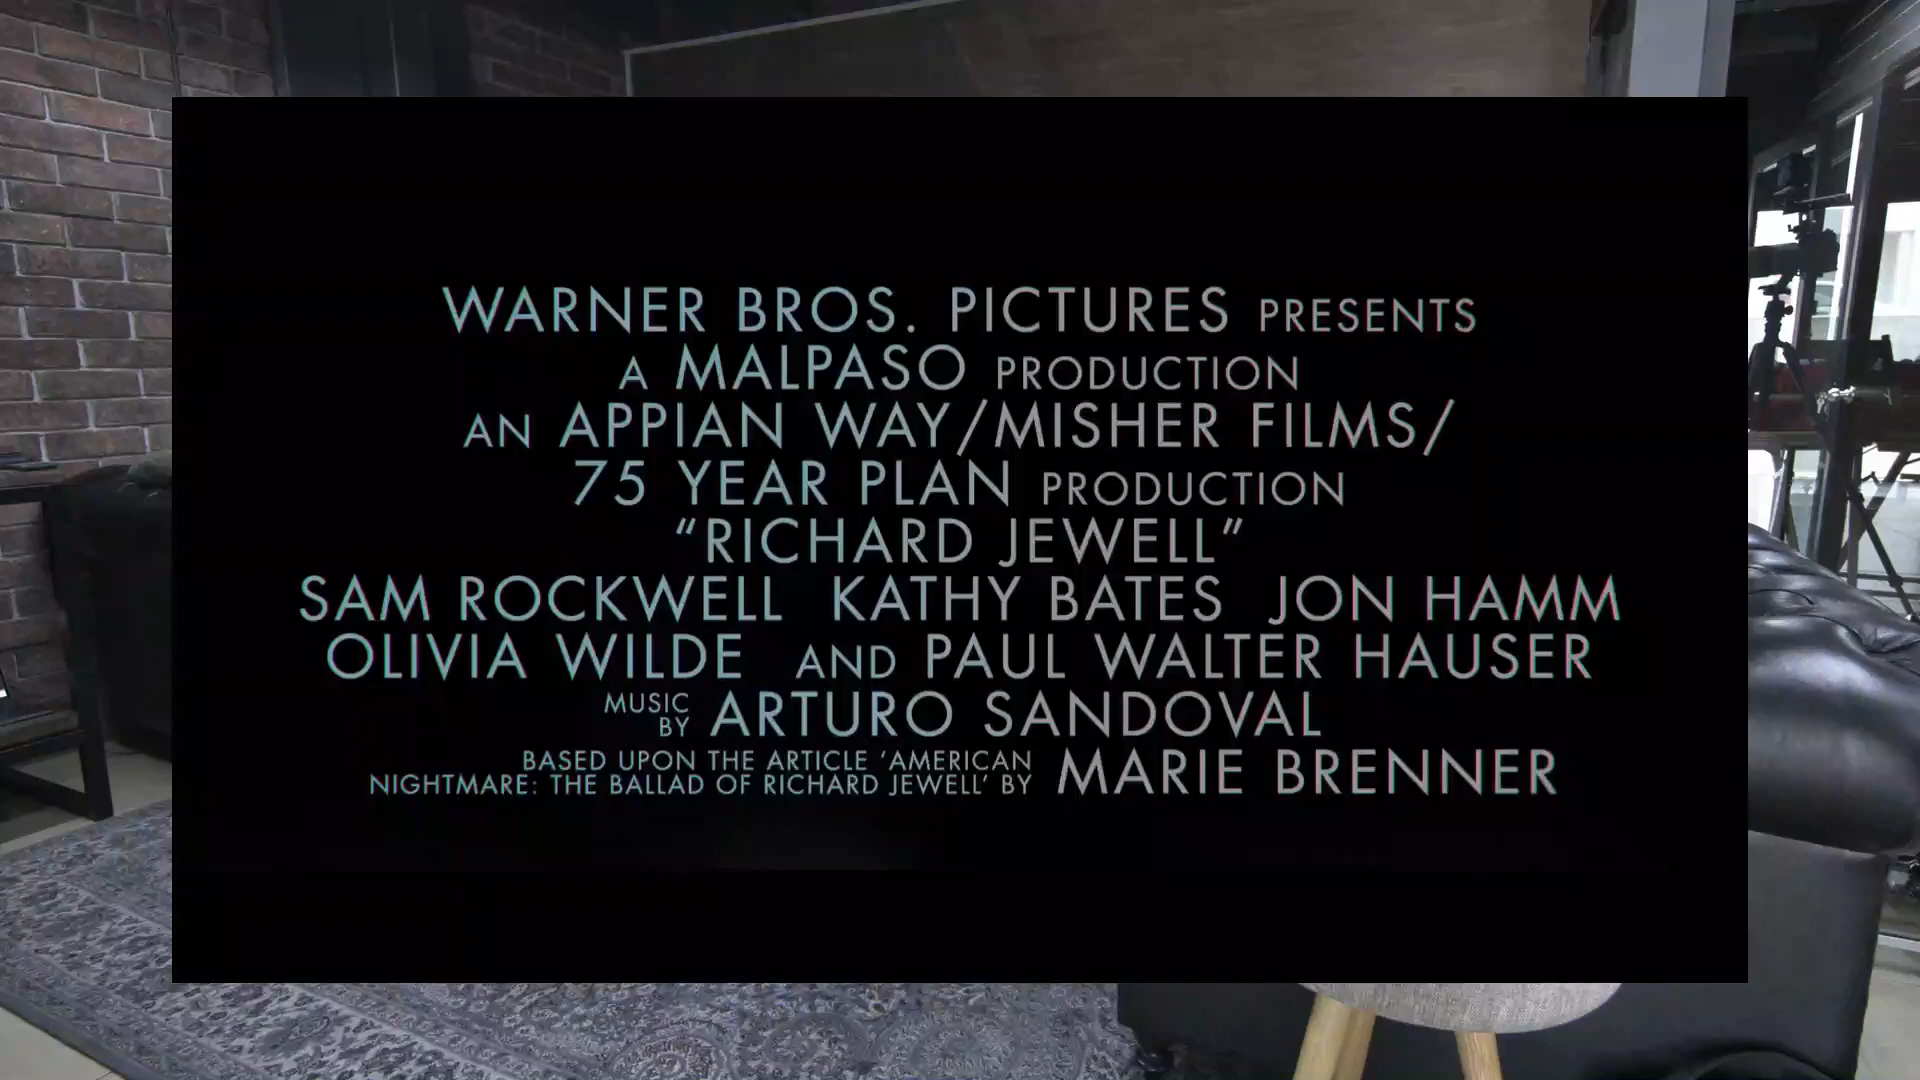 WARNER BROS. PICTURES PRESENTS
A MALPASO PRODUCTION
AN APPIAN WAY/MISHER FILMS/
75 YEAR PLAN PRODUCTION
“RICHARD JEWELL”
SAM ROCKWELL KATHY BATES JON HAMM
OLIVIA WILDE AND PAUL WALTER HAUSER
MUSIC BY ARTURO SANDOVAL
BASED UPON THE ARTICLE ‘AMERICAN
NIGHTMARE: THE BALLAD OF RICHARD JEWELL’ BY MARIE BRENNER